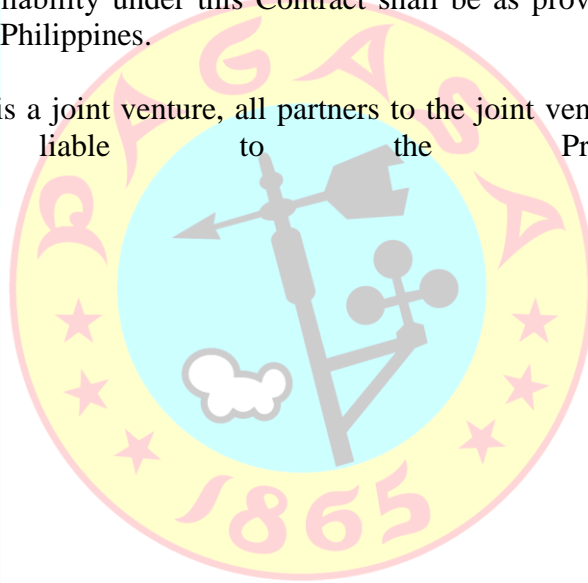 liability under this Contract shall be as prov
Philippines.
is a joint venture, all partners to the joint ven
liable to the Pr
PAGASA
1865